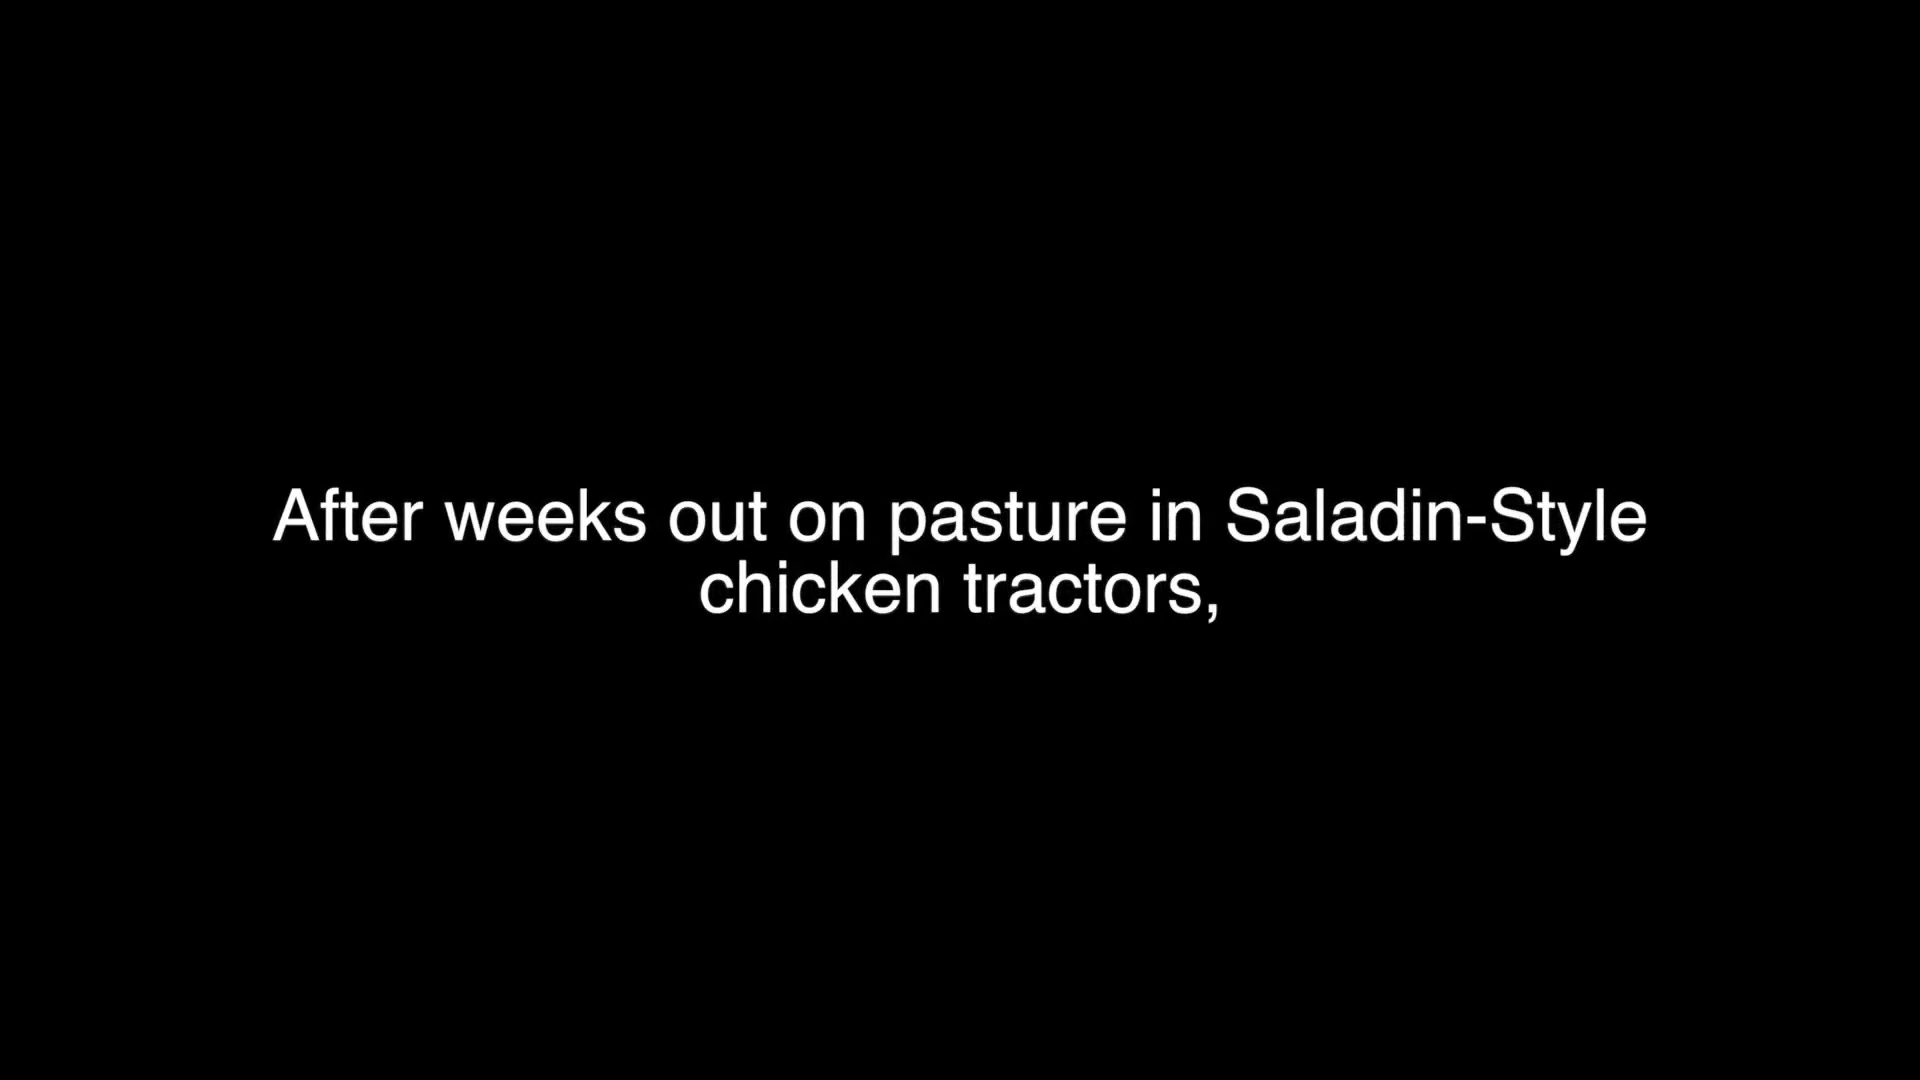 After weeks out on pasture in Saladin-Style
chicken tractors,